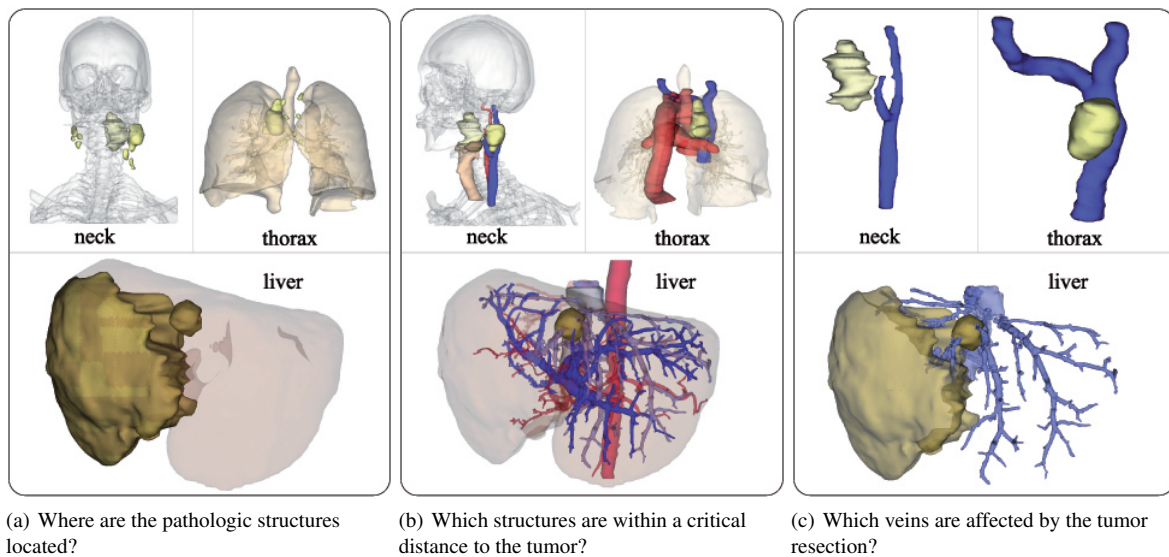 neck
thorax
liver
neck
thorax
liver
neck
thorax
liver
(a) Where are the pathologic structures
located?
(b) Which structures are within a critical
distance to the tumor?
(c) Which veins are affected by the tumor
resection?